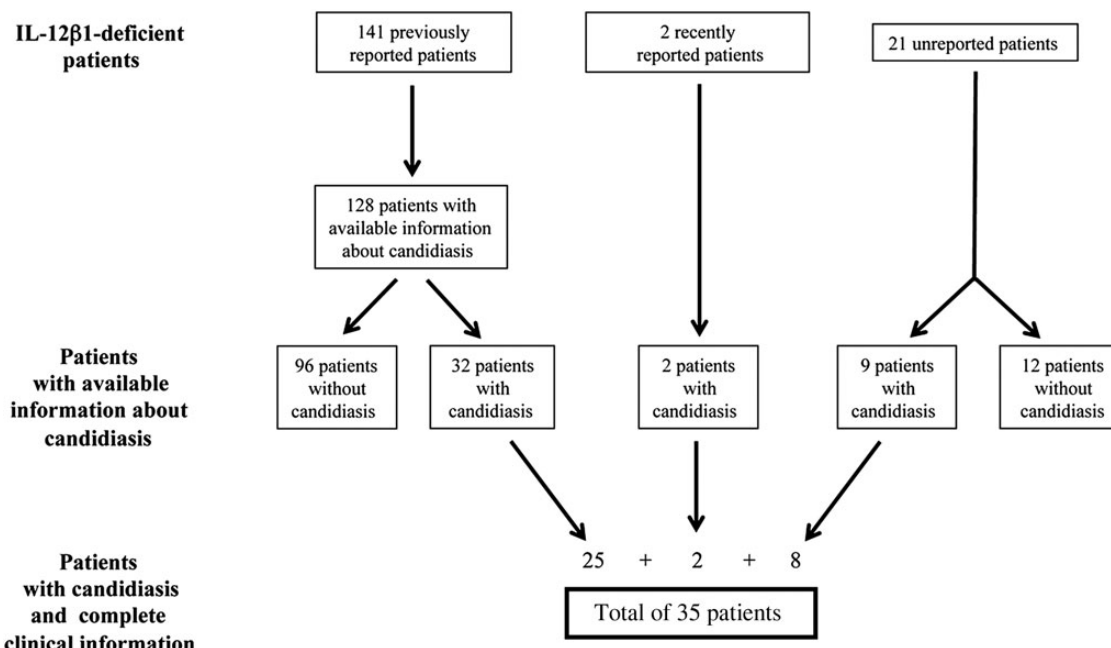 IL-12β1-deficient
patients
141 previously
reported patients
2 recently
reported patients
21 unreported patients
128 patients with
available information
about candidiasis
Patients
with available
information about
candidiasis
96 patients
without
candidiasis
32 patients
with
candidiasis
2 patients
with
candidiasis
9 patients
with
candidiasis
12 patients
without
candidiasis
Patients
with candidiasis
and complete
clinical information
25 + 2 + 8
Total of 35 patients